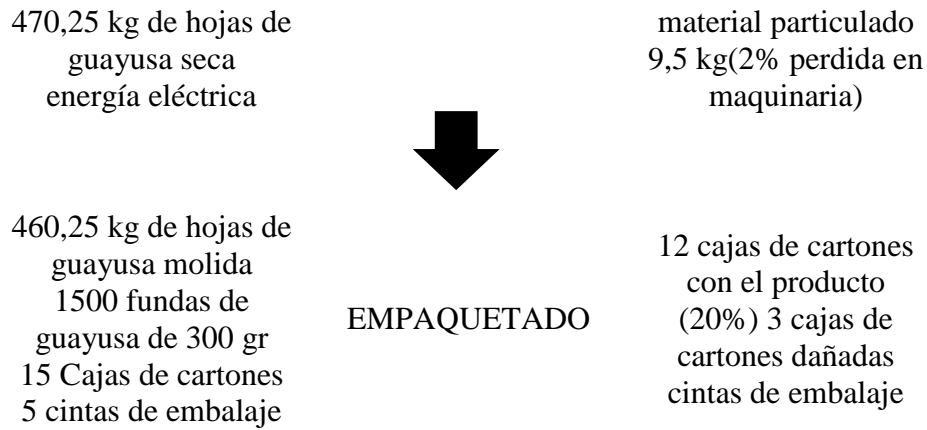 470,25 kg de hojas de
guayusa seca
energía eléctrica
material particulado
9,5 kg(2% perdida en
maquinaria)
460,25 kg de hojas de
guayusa molida
1500 fundas de
guayusa de 300 gr
15 Cajas de cartones
5 cintas de embalaje
EMPAQUETADO
12 cajas de cartones
con el producto
(20%) 3 cajas de
cartones dañadas
cintas de embalaje